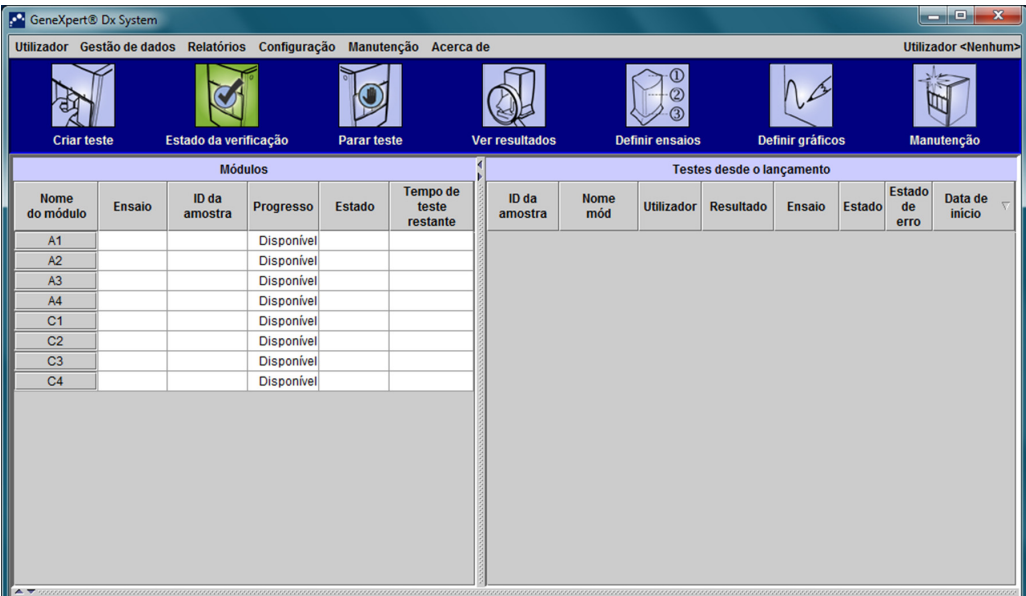 GeneXpert® Dx System
Utilizador Gestão de dados Relatórios Configuração Manutenção Acerca de Utilizador <Nenhum>
Criar teste Estado da verificação Parar teste Ver resultados Definir ensaios Definir gráficos Manutenção
1
2
3
Módulos
Nome do módulo Ensaio ID da amostra Progresso Estado Tempo de teste restante
A1 Disponível
A2 Disponível
A3 Disponível
A4 Disponível
C1 Disponível
C2 Disponível
C3 Disponível
C4 Disponível
Testes desde o lançamento
ID da amostra Nome mód Utilizador Resultado Ensaio Estado Estado de erro Data de início